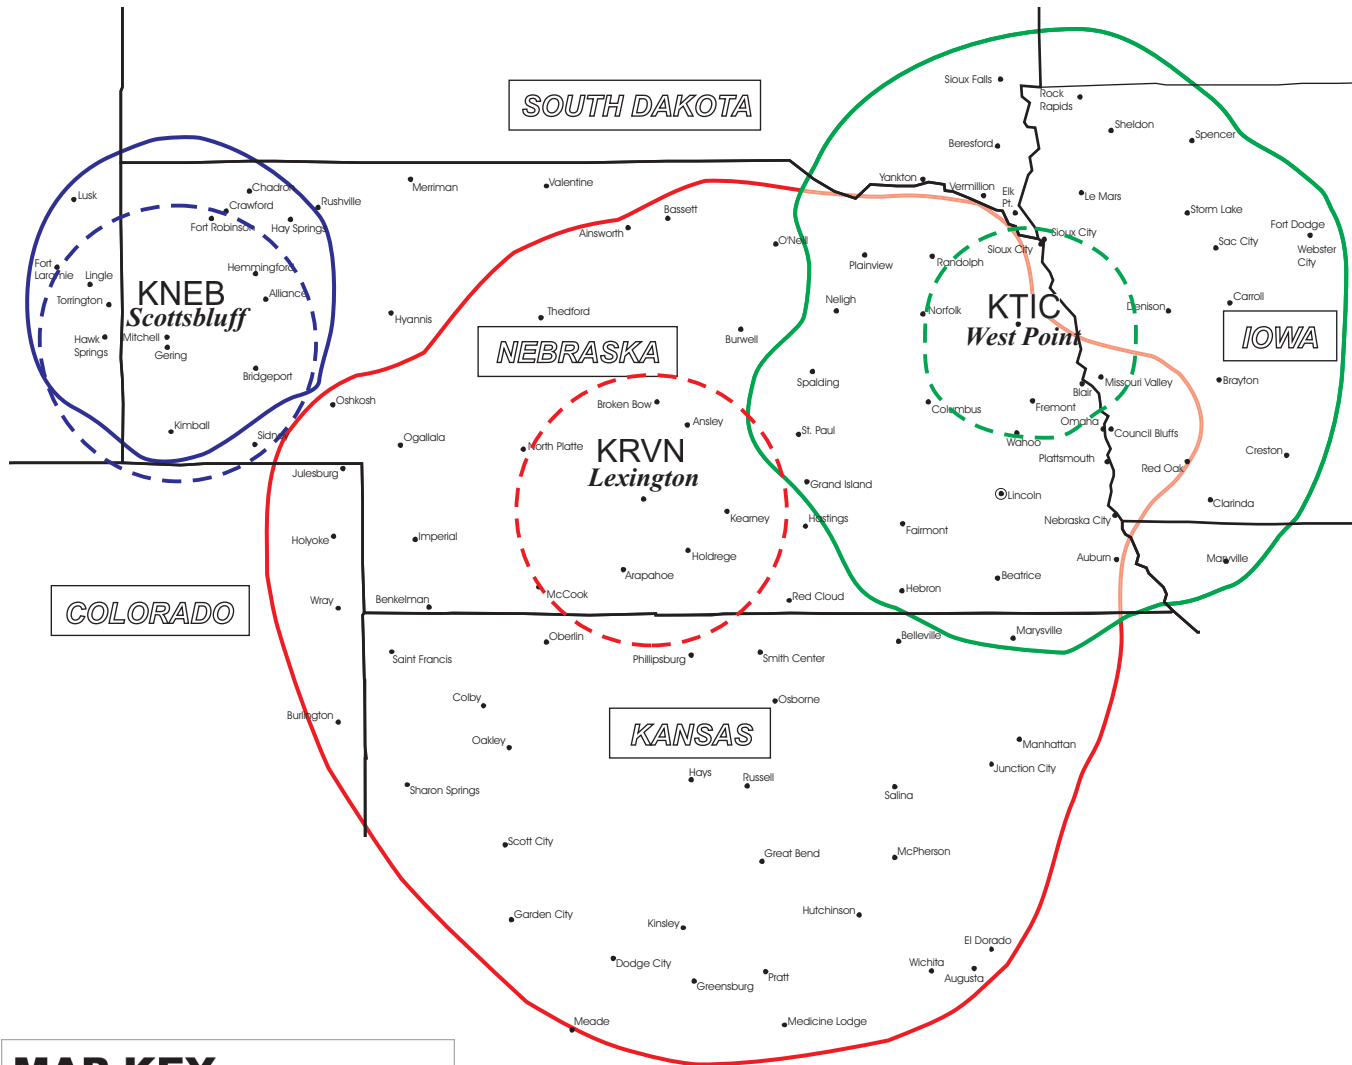 Sioux Falls
Rock
Rapids
SOUTH DAKOTA
Sheldon
Spencer
Beresford
Yankton
Vermillion
Elk
Pt.
Le Mars
Storm Lake
Fort Dodge
Webster
City
Sac City
Sioux City
Sioux City
Lusk
Chadron
Crawford
Fort Robinson
Hay Springs
Rushville
Merriman
Valentine
Bassett
Ainsworth
O'Neill
Plainview
Randolph
Fort
Laramie
Lingle
Torrington
Hemmingford
Alliance
KNEB
Scottsbluff
Hawk
Springs
Mitchell
Gering
Bridgeport
Kimball
Sidney
Hyannis
Thedford
NEBRASKA
Burwell
Neligh
Norfolk
KTIC
West Point
Denison
Carroll
IOWA
Spalding
Missouri Valley
Blair
Brayton
Oshkosh
Broken Bow
Ansley
Columbus
Fremont
Omaha
Council Bluffs
Wahoo
St. Paul
Ogallala
North Platte
KRVN
Lexington
Plattsmouth
Red Oak
Creston
Julesburg
Grand Island
Lincoln
Clarinda
Kearney
Hastings
Fairmont
Nebraska City
Holyoke
Imperial
Holdrege
Arapahoe
Auburn
Maryville
Beatrice
Hebron
COLORADO
Wray
Benkelman
McCook
Red Cloud
Oberlin
Belleville
Marysville
Saint Francis
Phillipsburg
Smith Center
Colby
Osborne
Burlington
Oakley
KANSAS
Manhattan
Junction City
Hays
Russell
Sharon Springs
Salina
Scott City
Great Bend
McPherson
Garden City
Kinsley
Hutchinson
El Dorado
Dodge City
Wichita
Augusta
Greensburg
Pratt
Meade
Medicine Lodge
MAP KEY